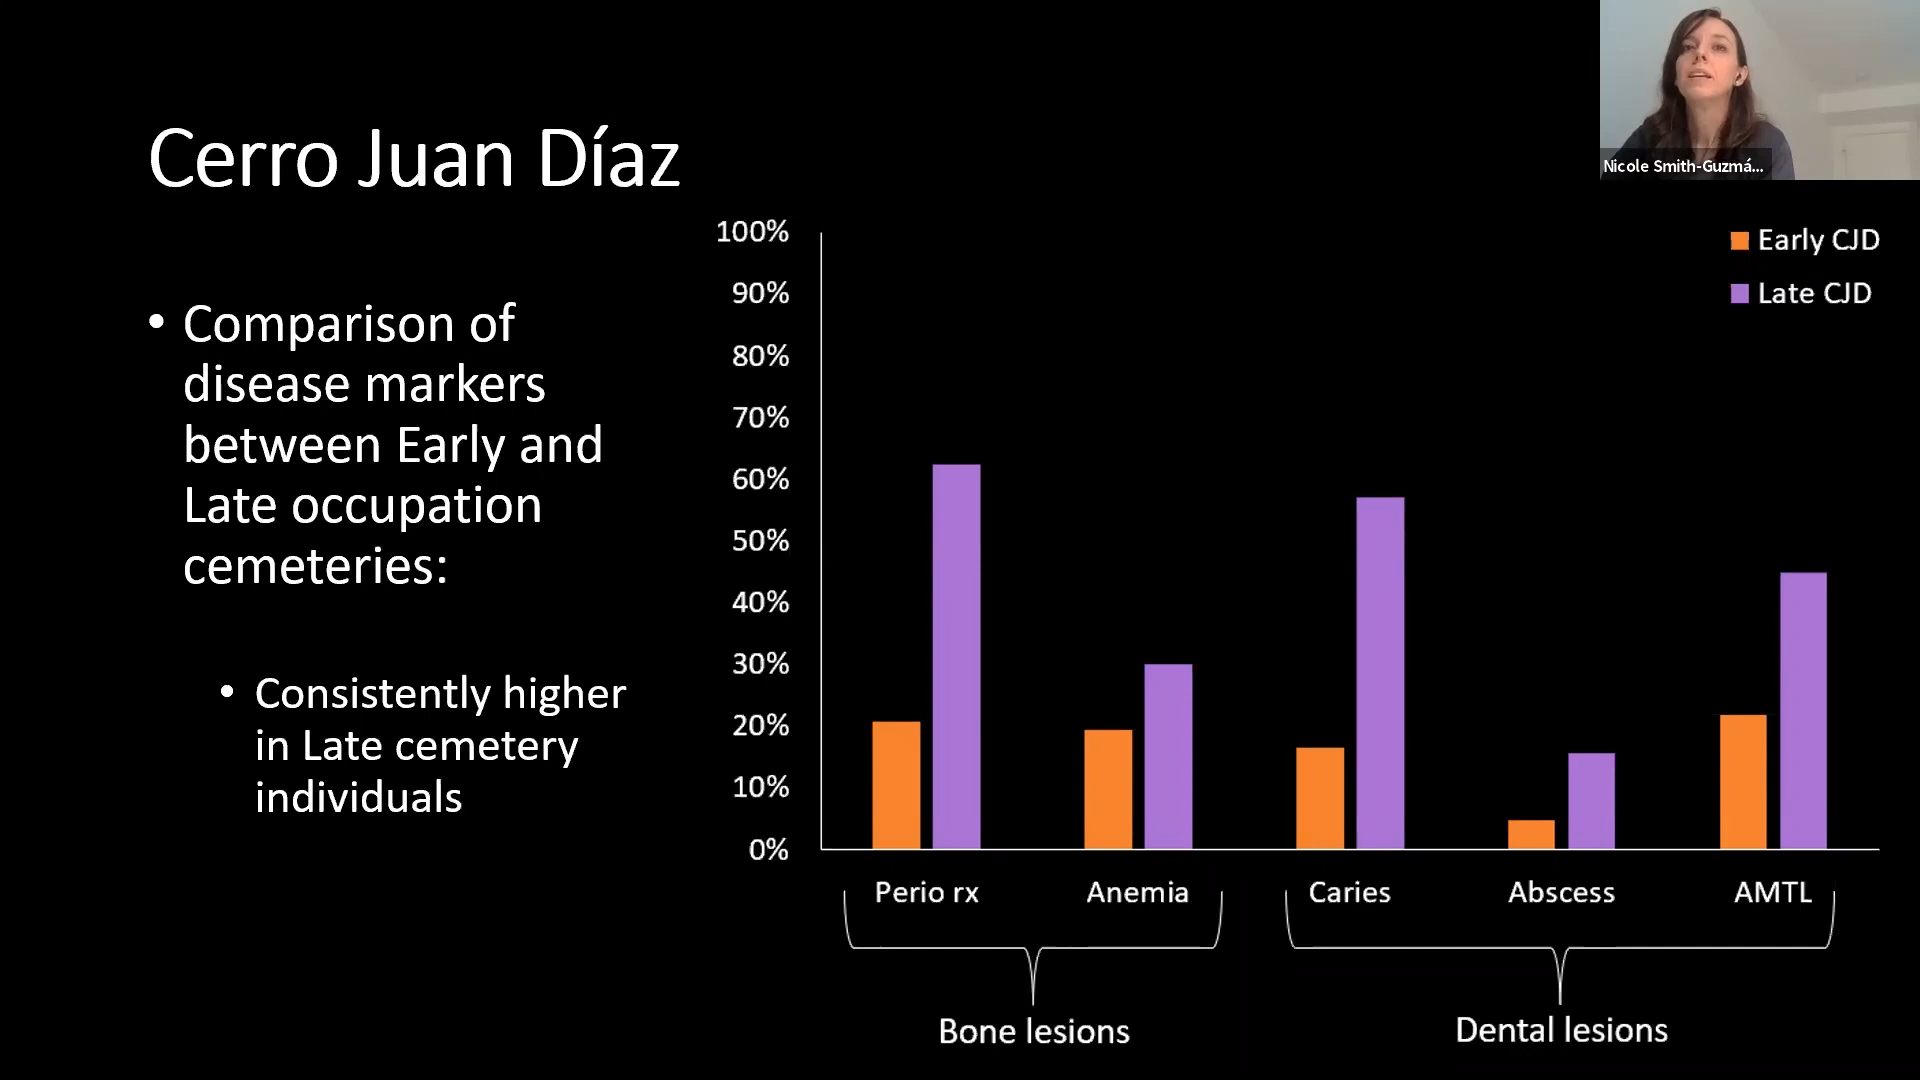 Nicole Smith-Guzmá...
Cerro Juan Díaz
• Comparison of
disease markers
between Early and
Late occupation
cemeteries:
• Consistently higher
in Late cemetery
individuals
100%
90%
80%
70%
60%
50%
40%
30%
20%
10%
0%
Early CJD
Late CJD
Perio rx Anemia Caries Abscess AMTL
Bone lesions Dental lesions